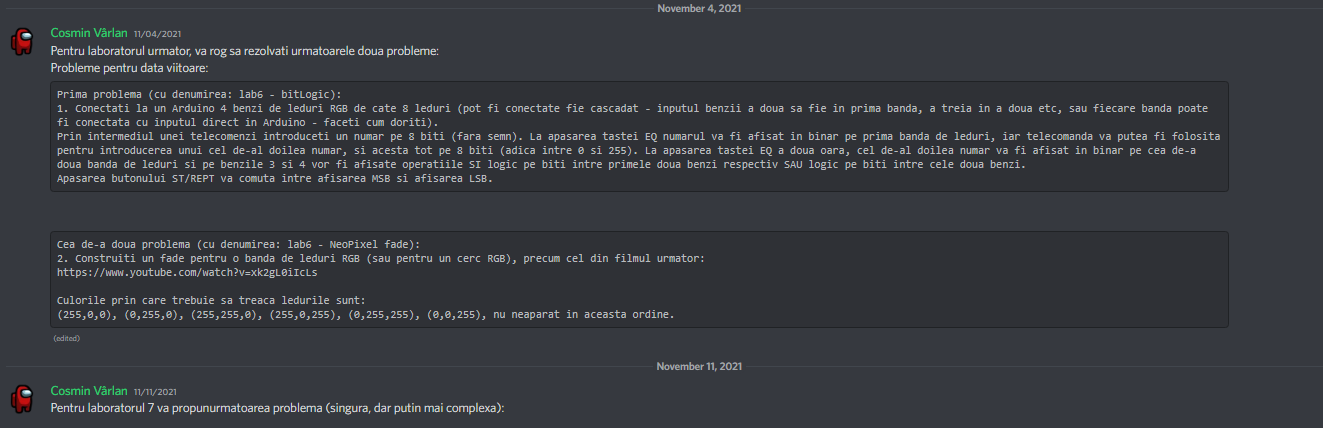 November 4, 2021
Cosmin Vârlan 11/04/2021
Pentru laboratorul urmator, va rog sa rezolvati urmatoarele doua probleme:
Probleme pentru data viitoare:
Prima problema (cu denumirea: lab6 - bitLogic):
1. Conectati la un Arduino 4 benzi de leduri RGB de cate 8 leduri (pot fi conectate fie cascadat - inputul benzii a doua sa fie in prima banda, a treia in a doua etc, sau fiecare banda poate
fi conectata cu inputul direct in Arduino - faceti cum doriti).
Prin intermediul unei telecomenzi introduceti un numar pe 8 biti (fara semn). La apasarea tastei EQ numarul va fi afisat in binar pe prima banda de leduri, iar telecomanda va putea fi folosita
pentru introducerea unui cel de-al doilea numar, si acesta tot pe 8 biti (adica intre 0 si 255). La apasarea tastei EQ a doua oara, cel de-al doilea numar va fi afisat in binar pe cea de-a
doua banda de leduri si pe benzile 3 si 4 vor fi afisate operatiile SI logic pe biti intre primele doua benzi respectiv SAU logic pe biti intre cele doua benzi.
Apasarea butonului ST/REPT va comuta intre afisarea MSB si afisarea LSB.
Cea de-a doua problema (cu denumirea: lab6 - NeoPixel fade):
2. Construiti un fade pentru o banda de leduri RGB (sau pentru un cerc RGB), precum cel din filmul urmator:
https://www.youtube.com/watch?v=xk2gL0iIcLs
Culorile prin care trebuie sa treaca ledurile sunt:
(255,0,0), (0,255,0), (255,255,0), (255,0,255), (0,255,255), (0,0,255), nu neaparat in aceasta ordine.
(edited)
November 11, 2021
Cosmin Vârlan 11/11/2021
Pentru laboratorul 7 va propunurmatoarea problema (singura, dar putin mai complexa):